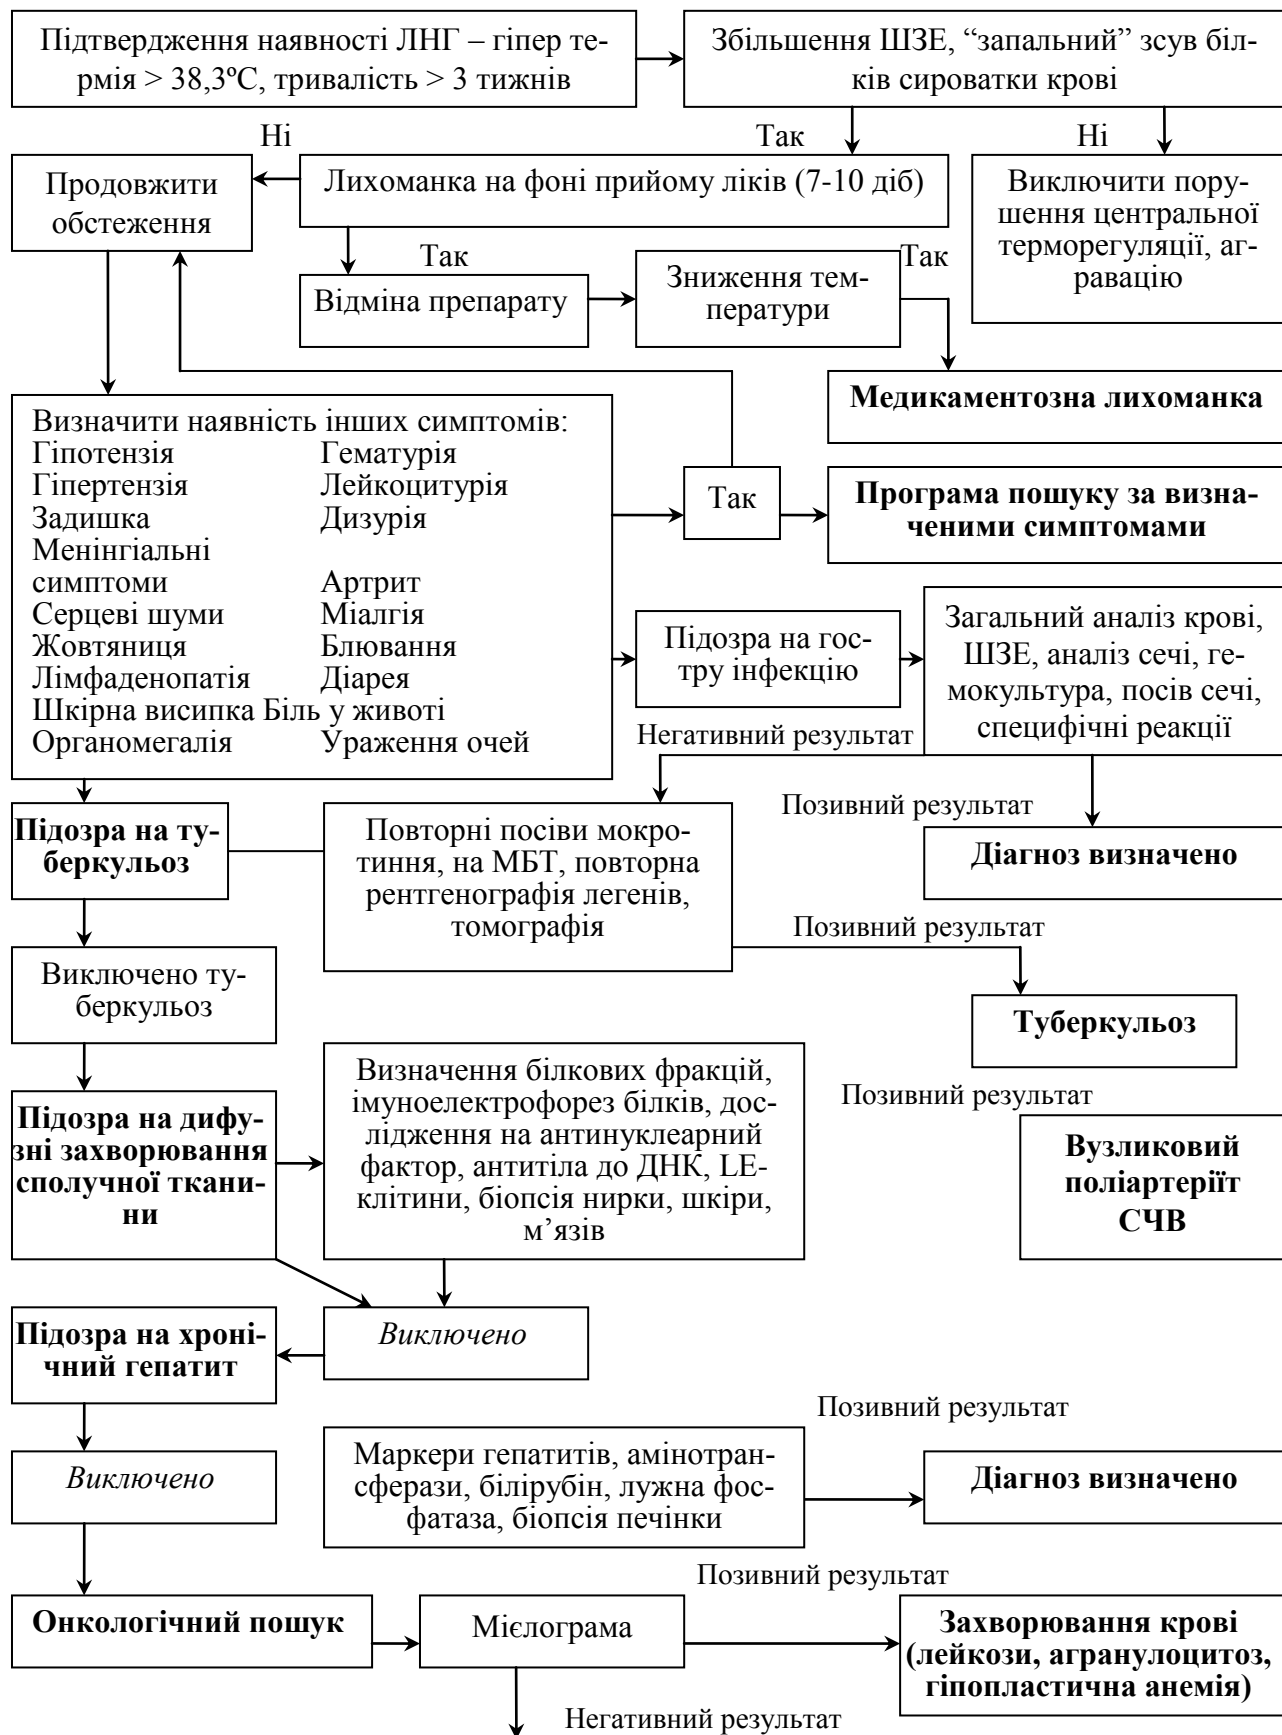 Підтвердження наявності ЛНГ – гіпер те-
рмія > 38,3ºС, тривалість > 3 тижнів
Збільшення ШЗЕ, “запальний” зсув біл-
ків сироватки крові
Ні
Так
Ні
Продовжити
обстеження
Лихоманка на фоні прийому ліків (7-10 діб)
Виключити пору-
шення центральної
терморегуляції, аг-
равацію
Так
Так
Відміна препарату
Зниження тем-
ператури
Медикаментозна лихоманка
Визначити наявність інших симптомів:
Гіпотензія Гематурія
Гіпертензія Лейкоцитурія
Задишка Дизурія
Менінгіальні
симптоми Артрит
Серцеві шуми Міалгія
Жовтяниця Блювання
Лімфаденопатія Діарея
Шкірна висипка Біль у животі
Органомегалія Ураження очей
Так
Програма пошуку за визна-
ченими симптомами
Підозра на гос-
тру інфекцію
Загальний аналіз крові,
ШЗЕ, аналіз сечі, ге-
мокультура, посів сечі,
специфічні реакції
Негативний результат
Позивний результат
Підозра на ту-
беркульоз
Повторні посіви мокро-
тиння, на МБТ, повторна
рентгенографія легенів,
томографія
Діагноз визначено
Позивний результат
Виключено ту-
беркульоз
Туберкульоз
Позивний результат
Підозра на дифу-
зні захворювання
сполучної ткани-
ни
Визначення білкових фракцій,
імуноелектрофорез білків, дос-
лідження на антинуклеарний
фактор, антитіла до ДНК, LE-
клітини, біопсія нирки, шкіри,
м’язів
Вузликовий
поліартеріїт
СЧВ
Підозра на хроні-
чний гепатит
Виключено
Позивний результат
Виключено
Маркери гепатитів, амінотран-
сферази, білірубін, лужна фос-
фатаза, біопсія печінки
Діагноз визначено
Позивний результат
Онкологічний пошук
Мієлограма
Захворювання крові
(лейкози, агранулоцитоз,
гіпопластична анемія)
Негативний результат